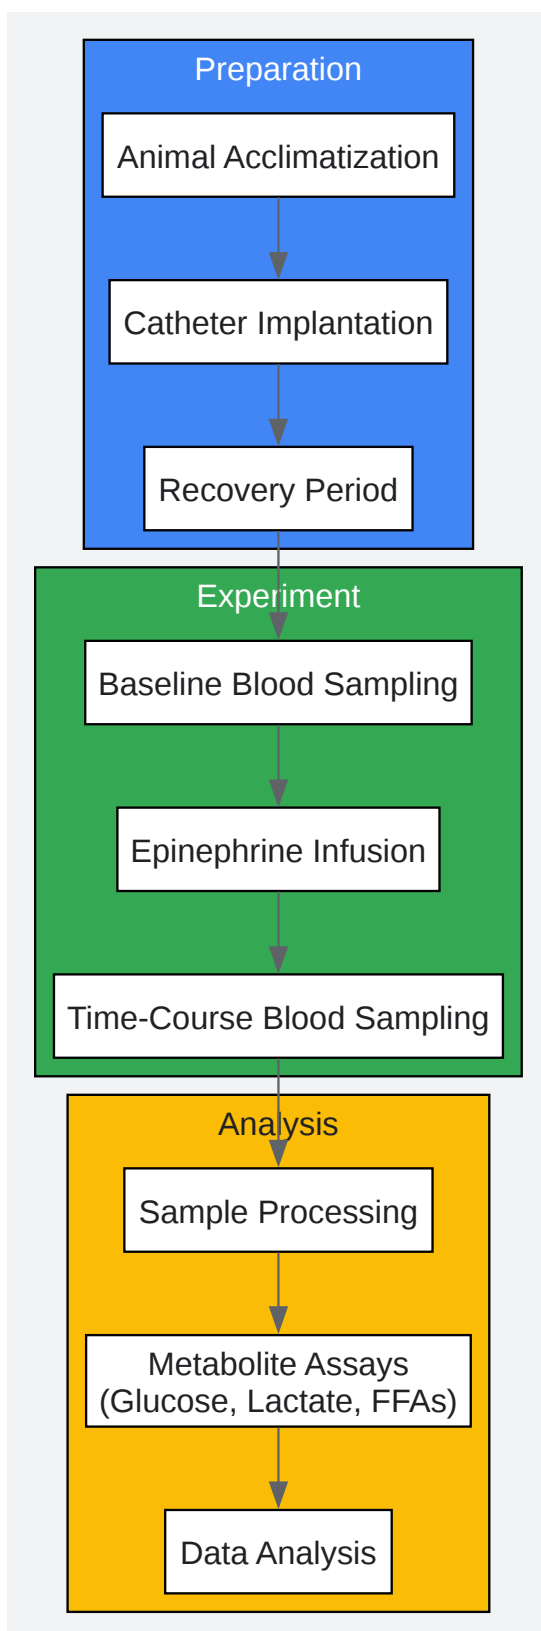 Preparation
Animal Acclimatization
Catheter Implantation
Recovery Period
Experiment
Baseline Blood Sampling
Epinephrine Infusion
Time-Course Blood Sampling
Analysis
Sample Processing
Metabolite Assays
(Glucose, Lactate, FFAs)
Data Analysis